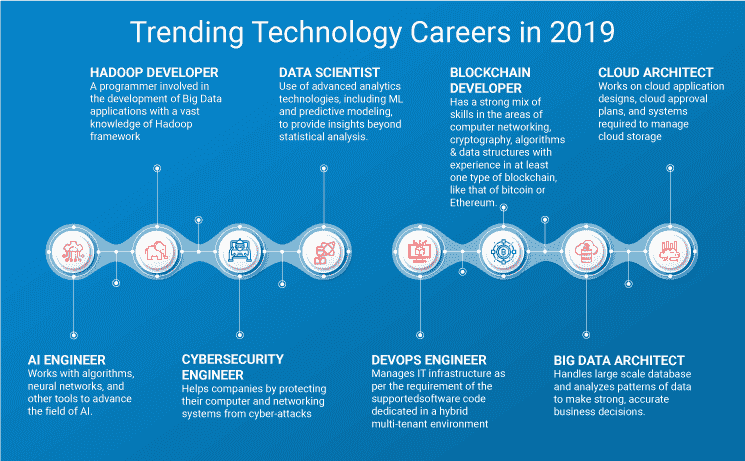 Trending Technology Careers in 2019
HADOOP DEVELOPER
A programmer involved in
the development of Big Data
applications with a vast
knowledge of Hadoop
framework
DATA SCIENTIST
Use of advanced analytics
technologies, including ML
and predictive modeling,
to provide insights beyond
statistical analysis.
BLOCKCHAIN
DEVELOPER
Has a strong mix of
skills in the areas of
computer networking,
cryptography, algorithms
& data structures with
experience in at least
one type of blockchain,
like that of bitcoin or
Ethereum.
CLOUD ARCHITECT
Works on cloud application
designs, cloud approval
plans, and systems
required to manage
cloud storage
AI ENGINEER
Works with algorithms,
neural networks, and
other tools to advance
the field of AI.
CYBERSECURITY
ENGINEER
Helps companies by protecting
their computer and networking
systems from cyber-attacks
DEVOPS ENGINEER
Manages IT infrastructure as
per the requirement of the
supportedsoftware code
dedicated in a hybrid
multi-tenant environment
BIG DATA ARCHITECT
Handles large scale database
and analyzes patterns of data
to make strong, accurate
business decisions.